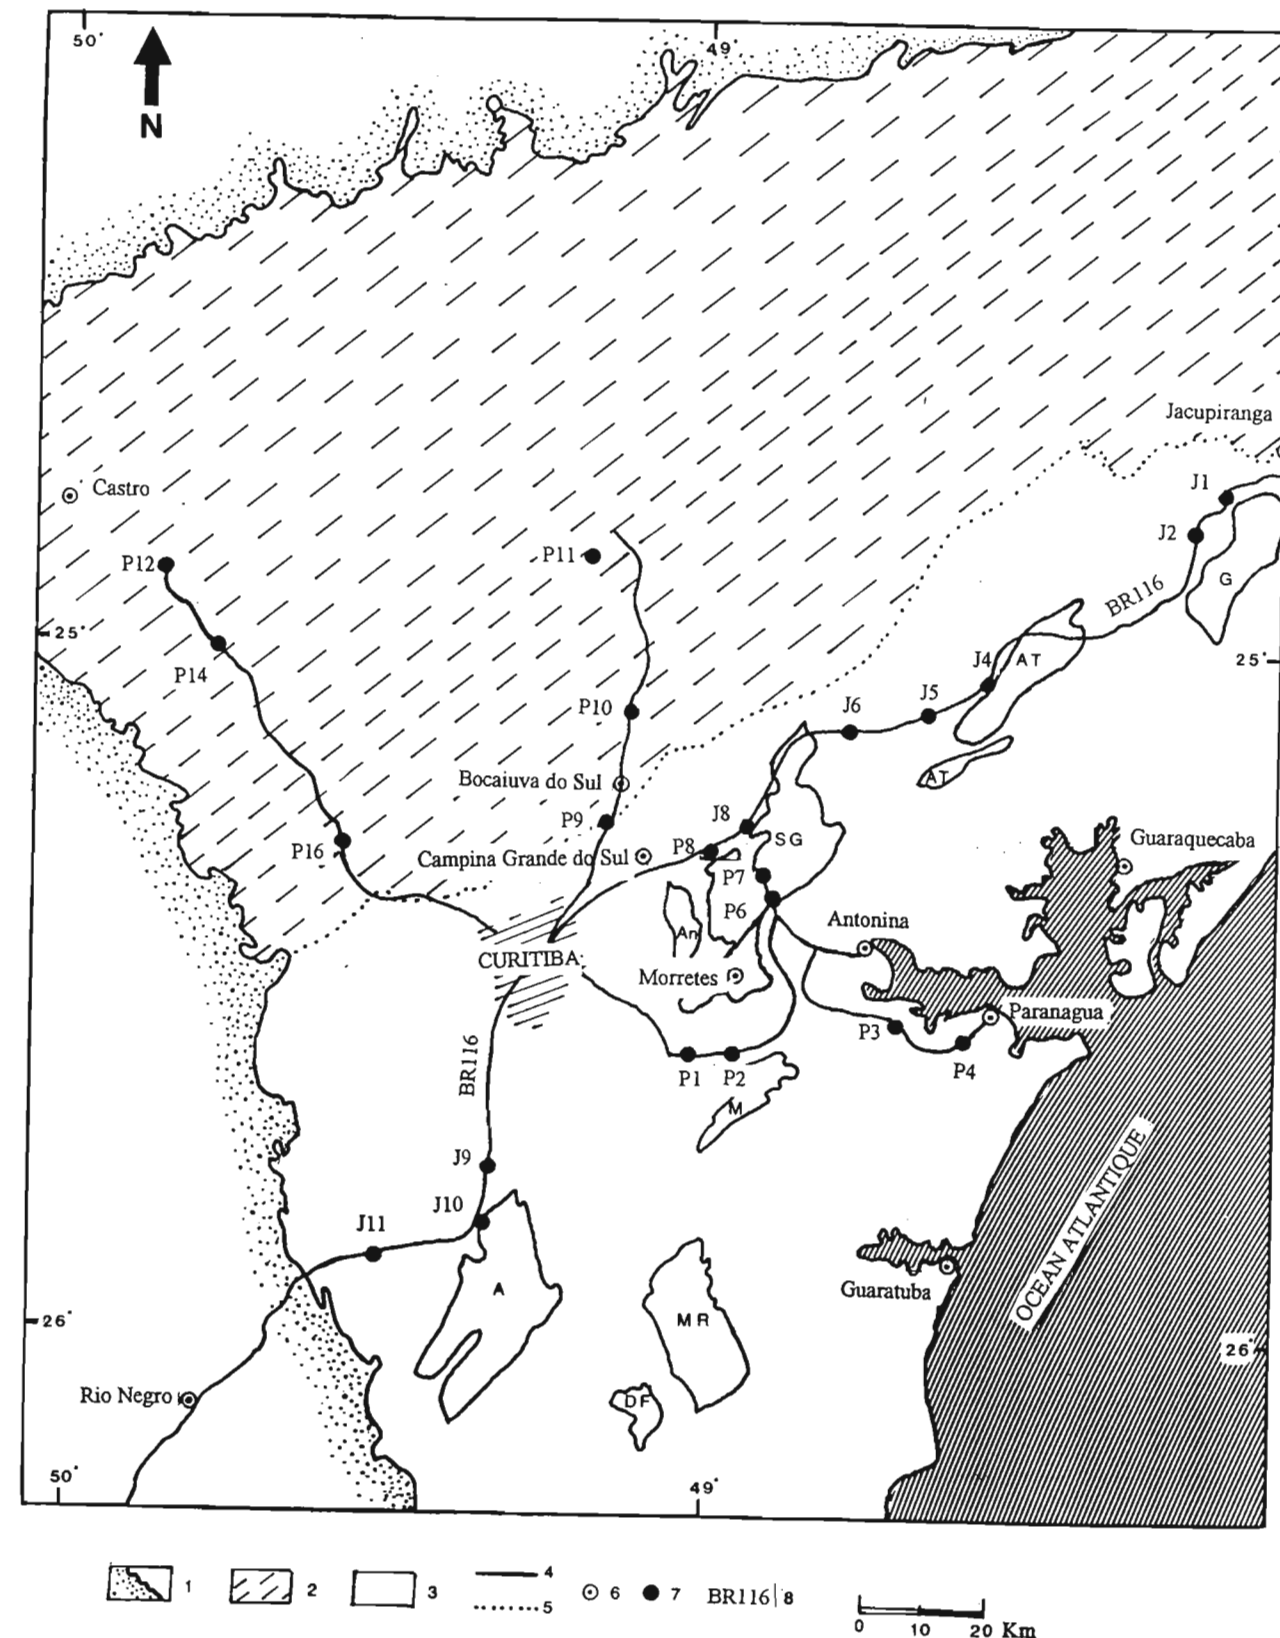 50°
49°
N
Jacupiranga
J1
Castro
J2
P11
P12
G
BR116
25°
25°
J4
AT
P14
J5
J6
P10
AT
Bocaiuva do Sul
J8
P9
SG
Guaraquecaba
P8
P16
Campina Grande do Sul
P7
P6
Antonina
An
CURITIBA
Morretes
Paranagua
P3
P4
BR116
P1
P2
M
J9
J10
J11
OCEAN ATLANTIQUE
A
Guaratuba
MR
26°
26°
Rio Negro
DF
50°
49°
1
2
3
4
5
6
7
BR116 8
0 10 20 Km